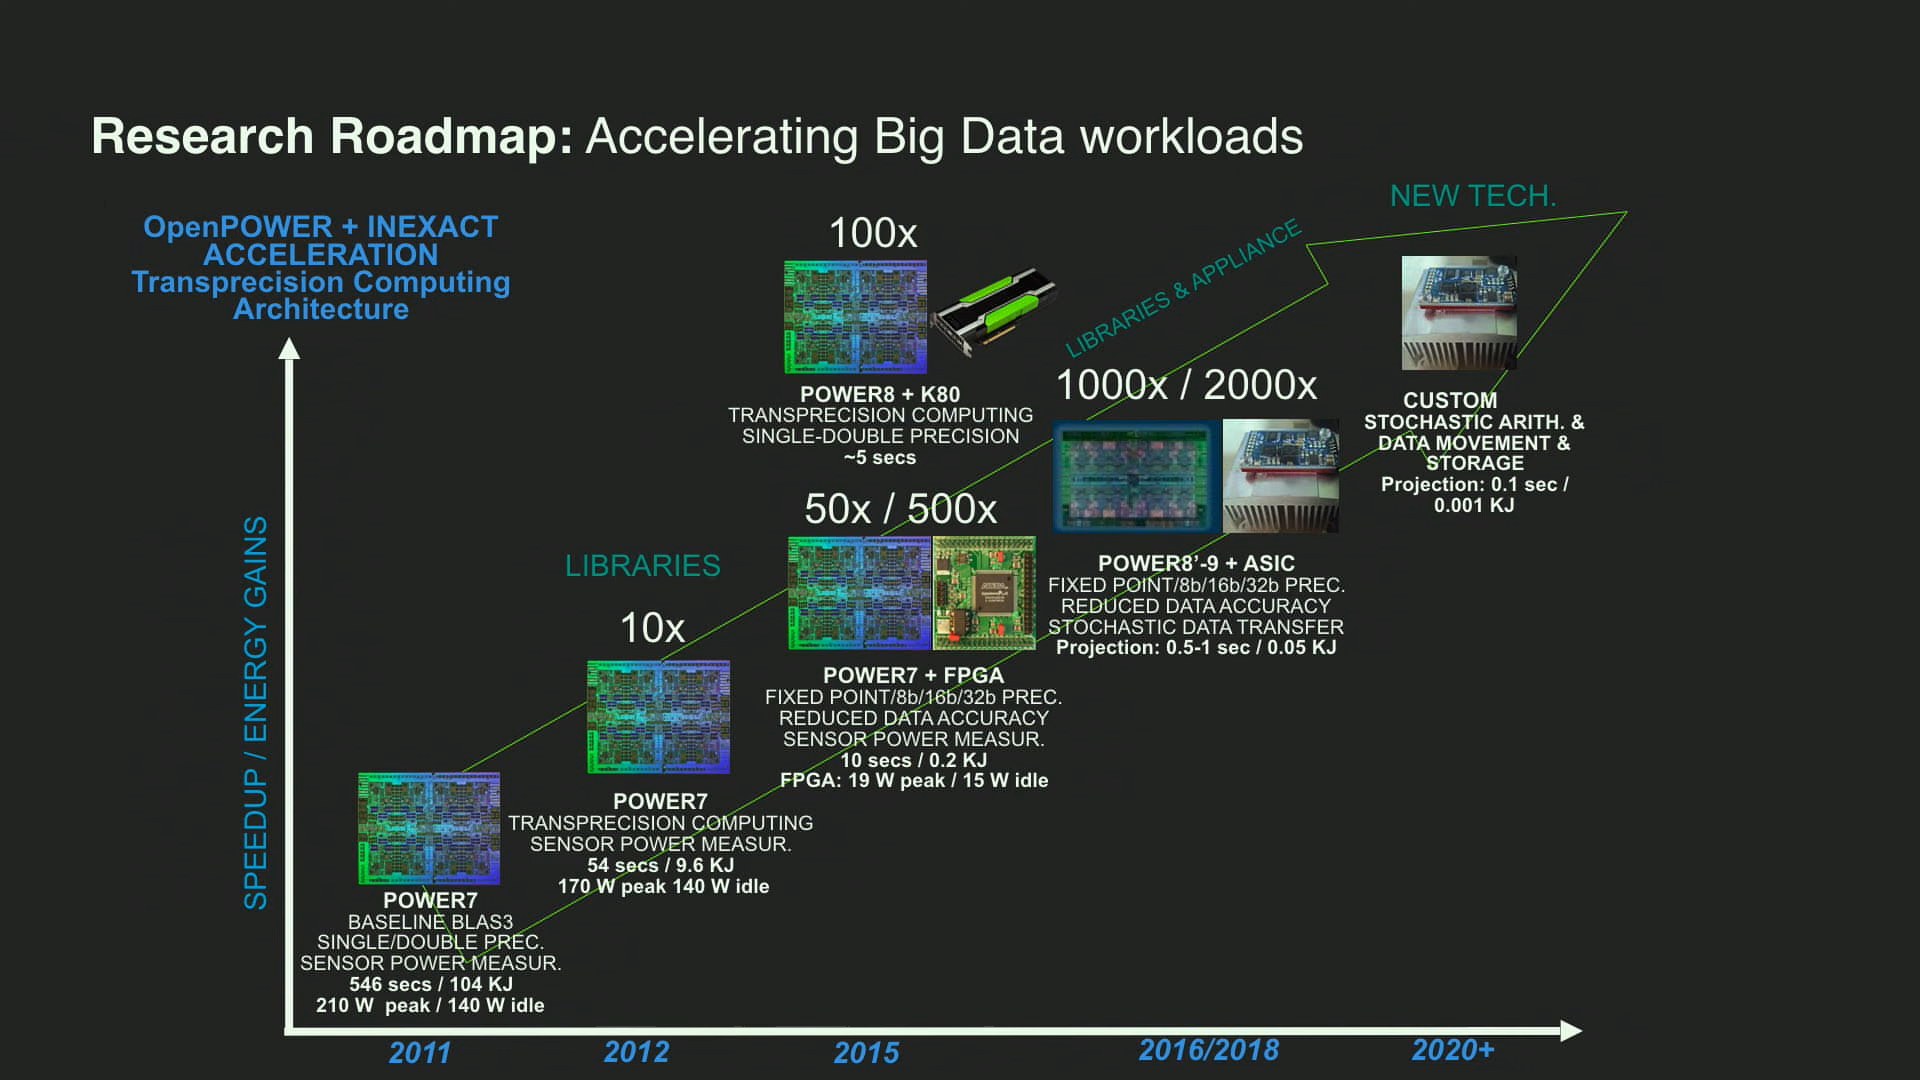 Research Roadmap: Accelerating Big Data workloads
OpenPOWER + INEXACT
ACCELERATION
Transprecision Computing
Architecture
SPEEDUP / ENERGY GAINS
POWER7
BASELINE BLAS3
SINGLE/DOUBLE PREC.
SENSOR POWER MEASUR.
546 secs / 104 KJ
210 W peak / 140 W idle
LIBRARIES
10x
POWER7
TRANSPRECISION COMPUTING
SENSOR POWER MEASUR.
54 secs / 9.6 KJ
170 W peak 140 W idle
100x
POWER8 + K80
TRANSPRECISION COMPUTING
SINGLE-DOUBLE PRECISION
~5 secs
50x / 500x
POWER7 + FPGA
FIXED POINT/8b/16b/32b PREC.
REDUCED DATA ACCURACY
SENSOR POWER MEASUR.
10 secs / 0.2 KJ
FPGA: 19 W peak / 15 W idle
LIBRARIES & APPLIANCE
1000x / 2000x
POWER8’-9 + ASIC
FIXED POINT/8b/16b/32b PREC.
REDUCED DATA ACCURACY
STOCHASTIC DATA TRANSFER
Projection: 0.5-1 sec / 0.05 KJ
NEW TECH.
CUSTOM
STOCHASTIC ARITH. &
DATA MOVEMENT &
STORAGE
Projection: 0.1 sec /
0.001 KJ
2011
2012
2015
2016/2018
2020+